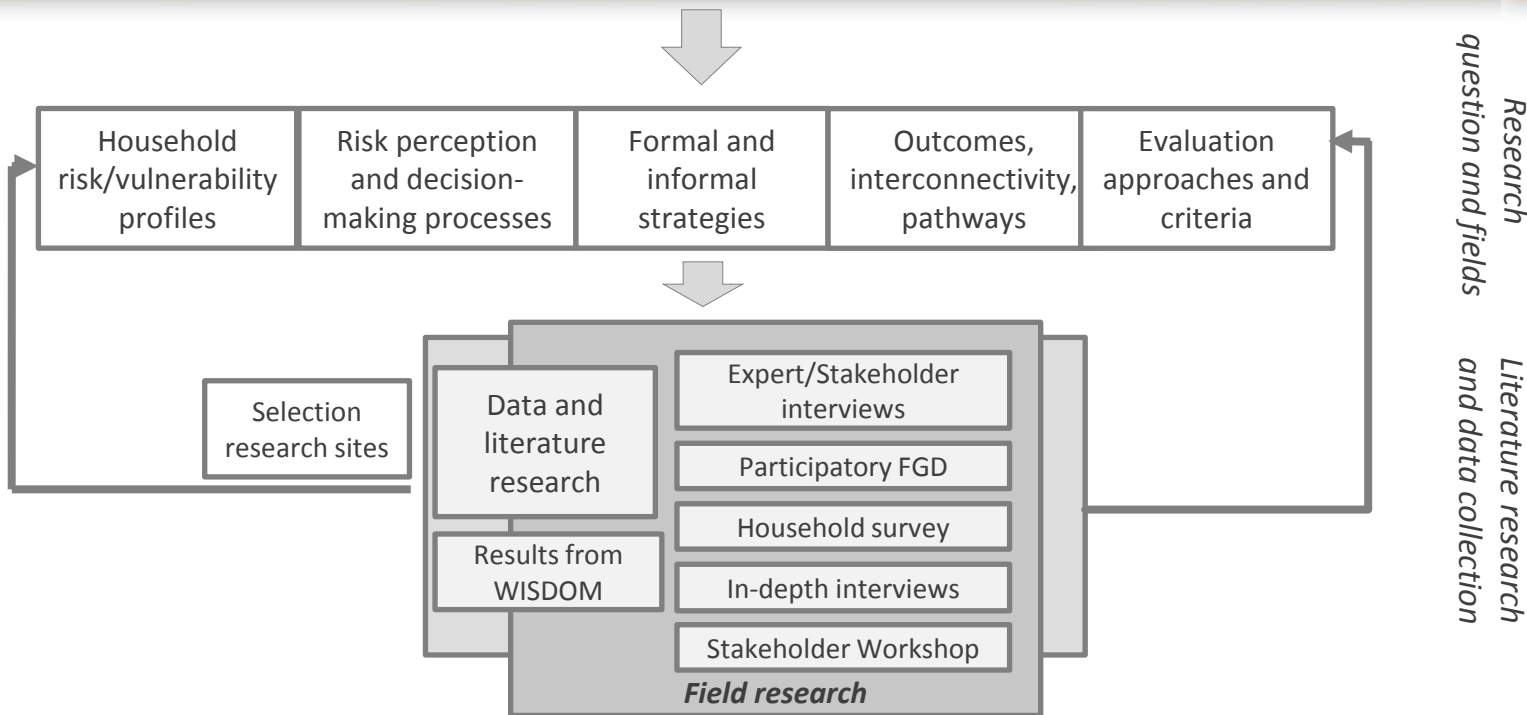 Household
risk/vulnerability
profiles
Risk perception
and decision-
making processes
Formal and
informal
strategies
Outcomes,
interconnectivity,
pathways
Evaluation
approaches and
criteria
Research
question and fields
Selection
research sites
Data and
literature
research
Results from
WISDOM
Expert/Stakeholder
interviews
Participatory FGD
Household survey
In-depth interviews
Stakeholder Workshop
Field research
Literature research
and data collection